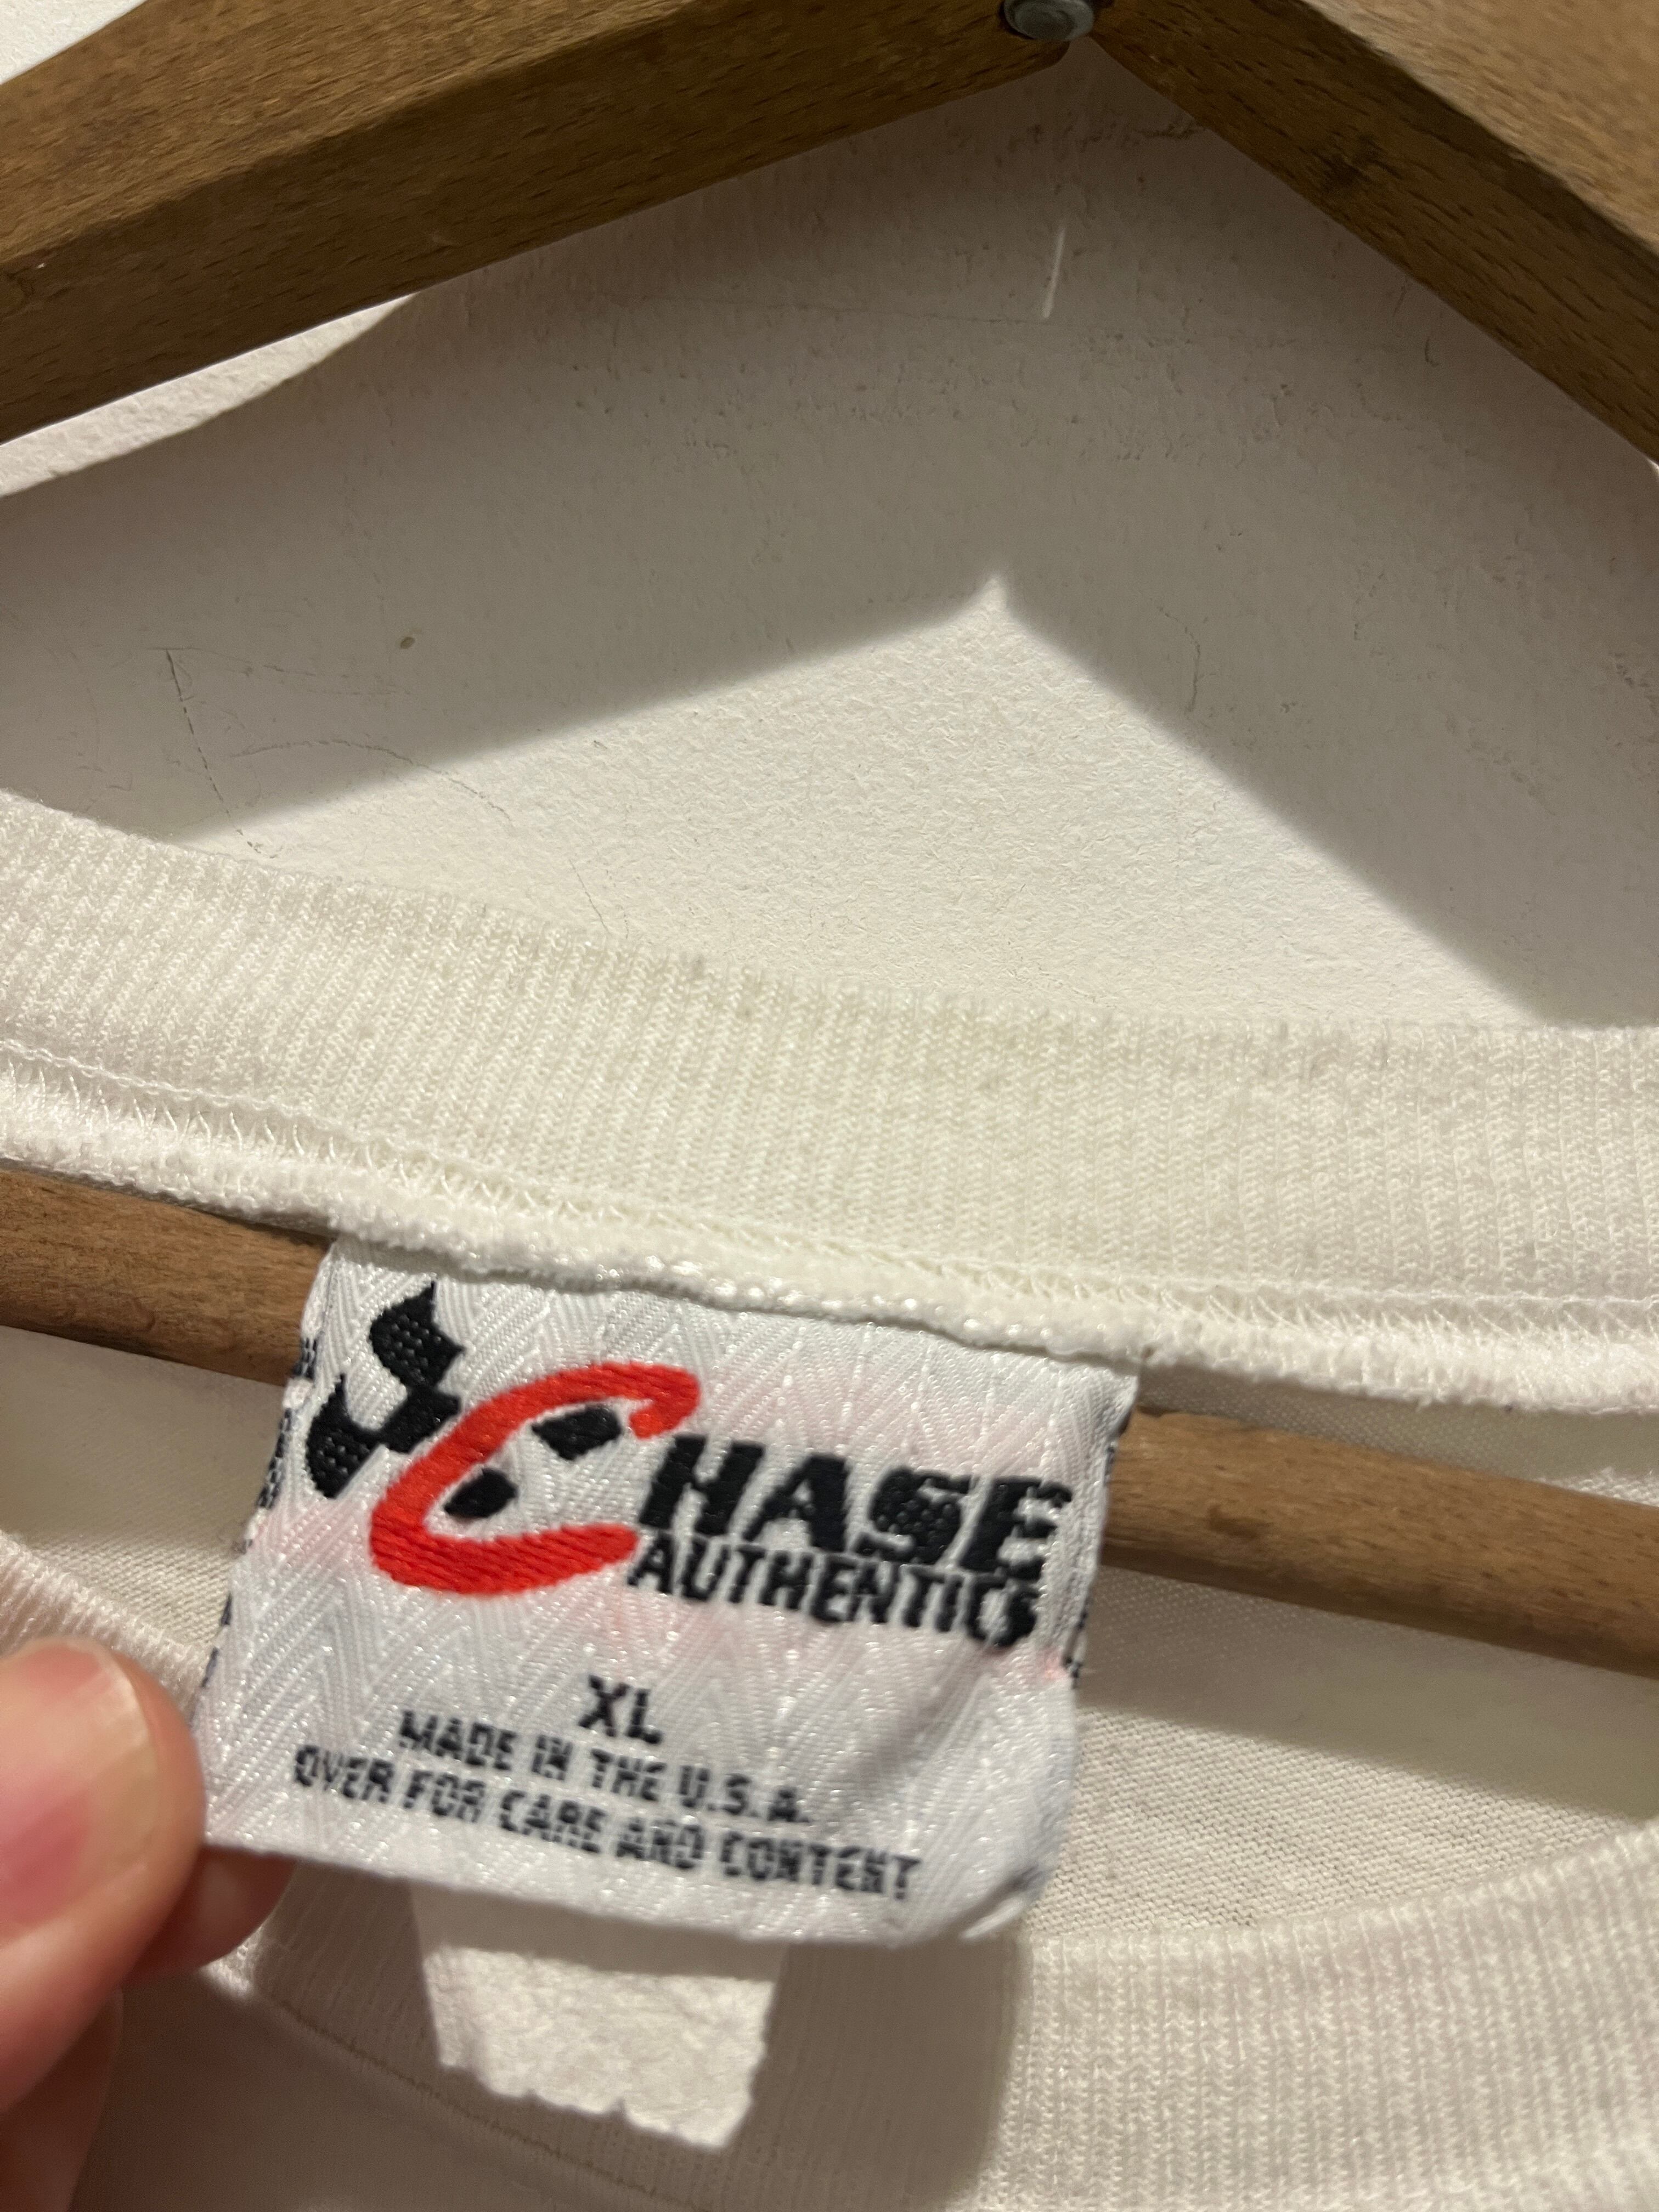 CHASE
AUTHENTICS
XL
MADE IN THE U.S.A.
OVER FOR CARE AND CONTENT